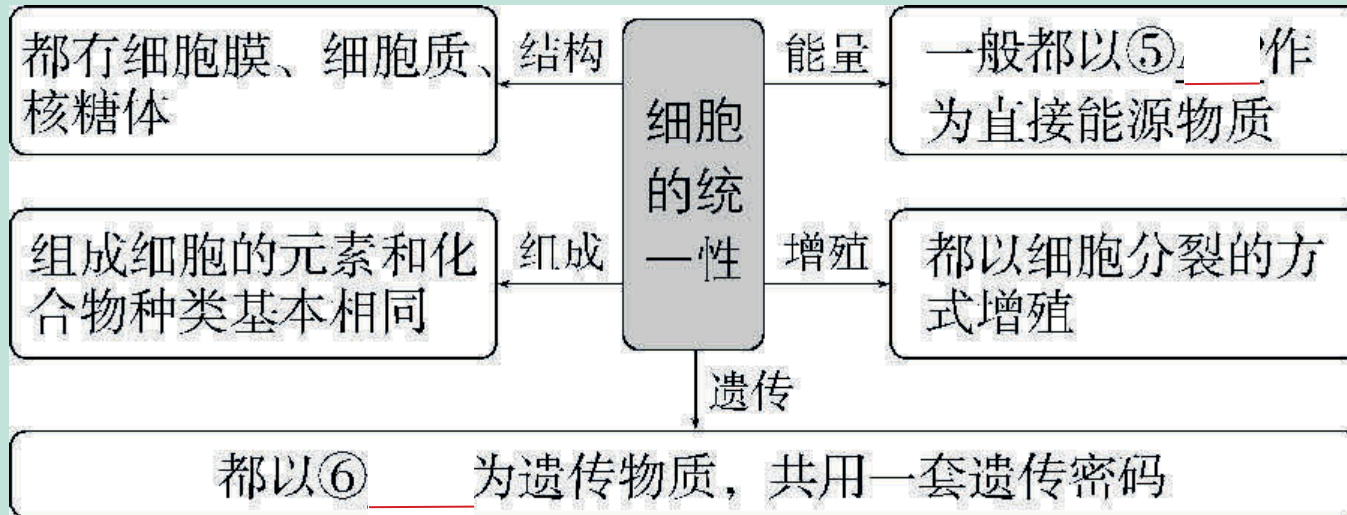 都有细胞膜、细胞质、
核糖体
结构
细胞
的统
一性
能量
一般都以⑤ 作
为直接能源物质
组成细胞的元素和化
合物种类基本相同
组成
增殖
都以细胞分裂的方
式增殖
遗传
都以⑥ 为遗传物质，共用一套遗传密码